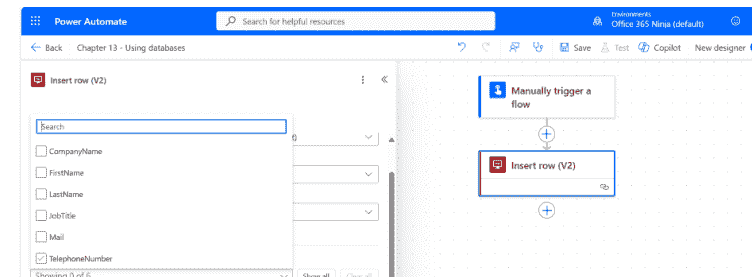 Power Automate
Search for helpful resources
Environments
Office 365 Ninja (default)
Back
Chapter 13 - Using databases
Save
Test
Copilot
New designer
Insert row (V2)
Search
CompanyName
FirstName
LastName
JobTitle
Mail
TelephoneNumber
Showing 0 of 6
Show all
Clear all
Manually trigger a
flow
Insert row (V2)